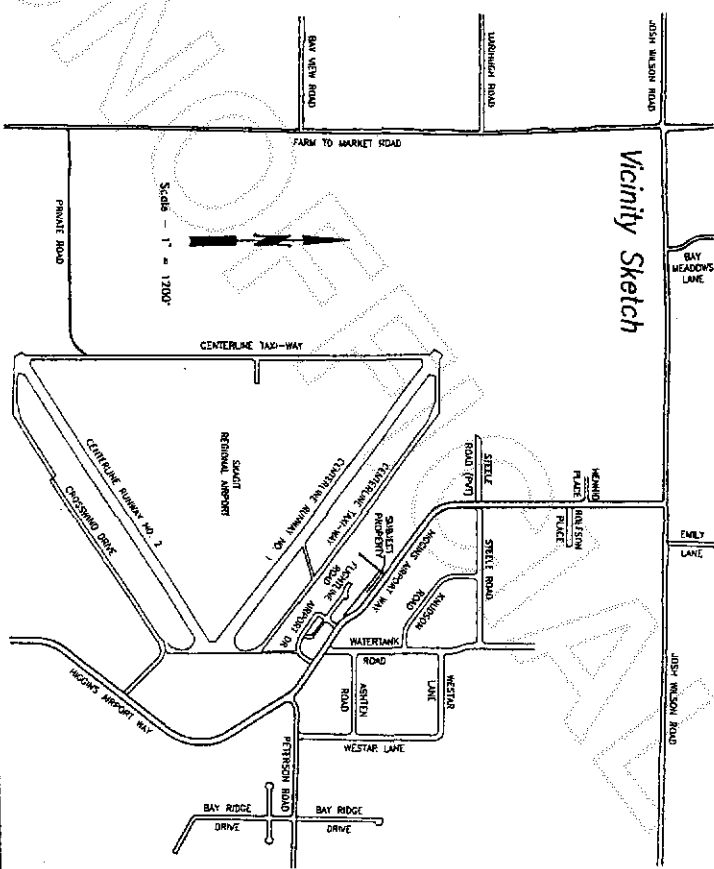 JOSH WILSON ROAD
LARUHUGH ROAD
BAY VIEW ROAD
FARM TO MARKET ROAD
PRIVATE ROAD
Vicinity Sketch
BAY
MEADOWS
LANE
Scale - 1" = 1200'
N
CENTERLINE TAXI-WAY
SKAGIT
REGIONAL AIRPORT
CENTERLINE RUNWAY NO. 1
CENTERLINE RUNWAY NO. 2
CENTERLINE TAXI-WAY
CROSSWIND DRIVE
STEELE
ROAD (PVT)
PLACE
ROLFSON
PLACE
EMILY
LANE
SUBJECT
PROPERTY
HIGGINS AIRPORT WAY
FLIGHTLINE
ROAD
AIRPORT DR
STEELE ROAD
KNUDSON
ROAD
WATERTANK
ROAD
WESTAR
LANE
ASHTEN
ROAD
WESTAR LANE
JOSH WILSON ROAD
HIGGINS AIRPORT WAY
PETERSON ROAD
BAY RIDGE
DRIVE
BAY RIDGE
DRIVE
UNOFFICIAL